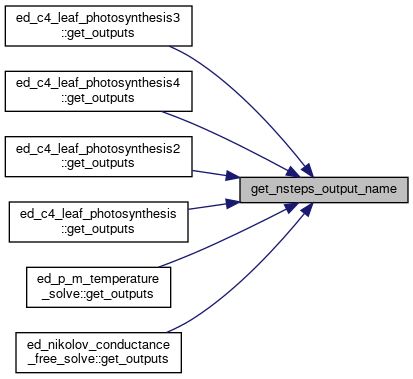 ed_c4_leaf_photosynthesis3
::get_outputs
ed_c4_leaf_photosynthesis4
::get_outputs
ed_c4_leaf_photosynthesis2
::get_outputs
get_nsteps_output_name
ed_c4_leaf_photosynthesis
::get_outputs
ed_p_m_temperature
_solve::get_outputs
ed_nikolov_conductance
_free_solve::get_outputs